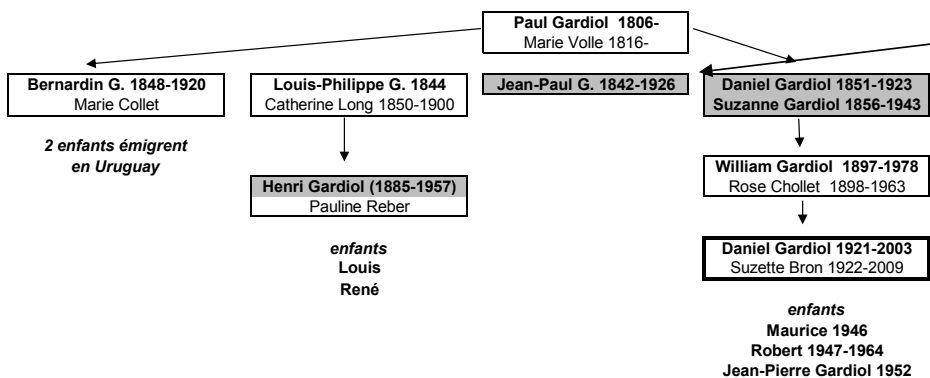 Paul Gardiol 1806-
Marie Volle 1816-
Bernardin G. 1848-1920
Marie Collet
2 enfants émigrent
en Uruguay
Louis-Philippe G. 1844
Catherine Long 1850-1900
Henri Gardiol (1885-1957)
Pauline Reber
enfants
Louis
René
Jean-Paul G. 1842-1926
Daniel Gardiol 1851-1923
Suzanne Gardiol 1856-1943
William Gardiol 1897-1978
Rose Chollet 1898-1963
Daniel Gardiol 1921-2003
Suzette Bron 1922-2009
enfants
Maurice 1946
Robert 1947-1964
Jean-Pierre Gardiol 1952